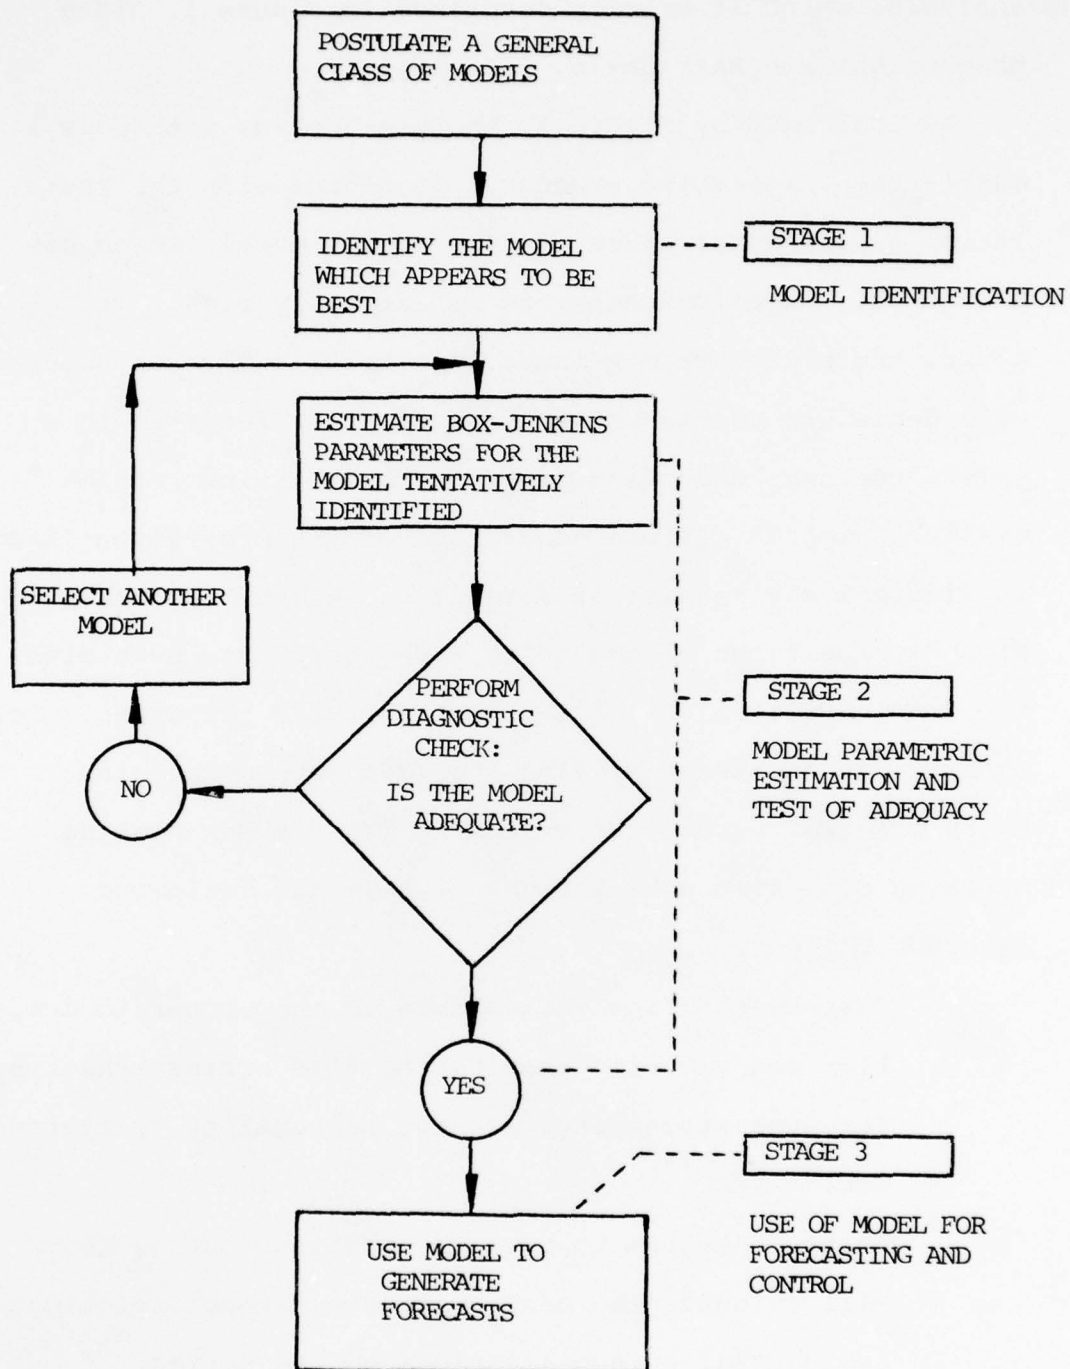 POSTULATE A GENERAL
CLASS OF MODELS
IDENTIFY THE MODEL
WHICH APPEARS TO BE
BEST
STAGE 1
MODEL IDENTIFICATION
ESTIMATE BOX-JENKINS
PARAMETERS FOR THE
MODEL TENTATIVELY
IDENTIFIED
SELECT ANOTHER
MODEL
PERFORM
DIAGNOSTIC
CHECK:
IS THE MODEL
ADEQUATE?
NO
STAGE 2
MODEL PARAMETRIC
ESTIMATION AND
TEST OF ADEQUACY
YES
STAGE 3
USE OF MODEL FOR
FORECASTING AND
CONTROL
USE MODEL TO
GENERATE
FORECASTS